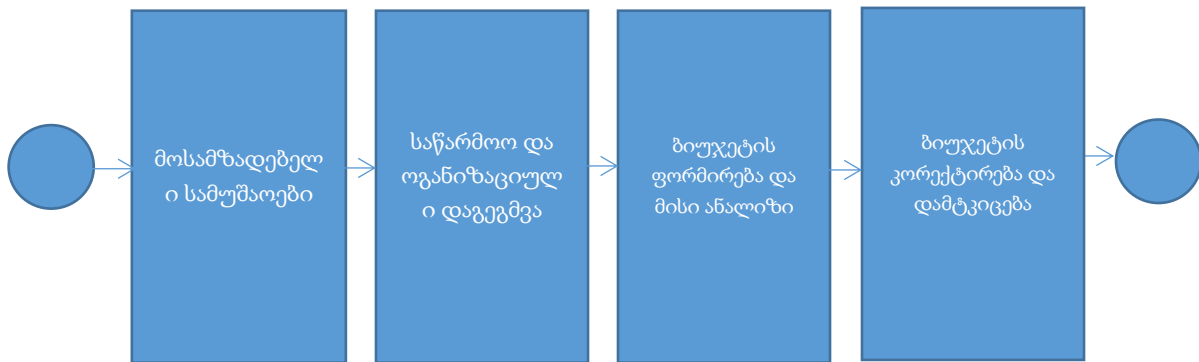 მოსამზადებელ
ი სამუშაოები
საწარმოო და
ოგანიზაციულ
ი დაგეგმვა
ბიუჯეტის
ფორმირება და
მისი ანალიზი
ბიუჯეტის
კორექტირება და
დამტკიცება